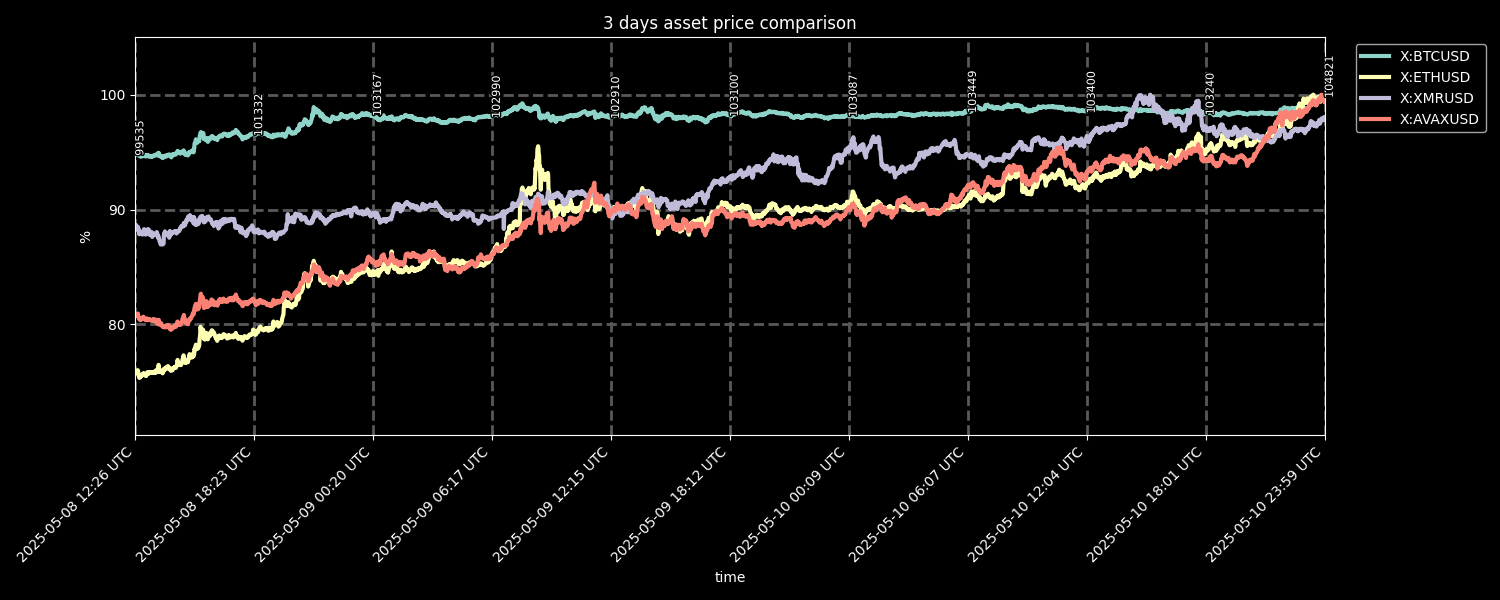 3 days asset price comparison
X:BTCUSD
X:ETHUSD
X:XMRUSD
X:AVAXUSD
%
100
90
80
99535
101332
103167
102990
102910
103100
103087
103449
103400
103240
104821
2025-05-08 12:26 UTC
2025-05-08 18:23 UTC
2025-05-09 00:20 UTC
2025-05-09 06:17 UTC
2025-05-09 12:15 UTC
2025-05-09 18:12 UTC
2025-05-10 00:09 UTC
2025-05-10 06:07 UTC
2025-05-10 12:04 UTC
2025-05-10 18:01 UTC
2025-05-10 23:59 UTC
time